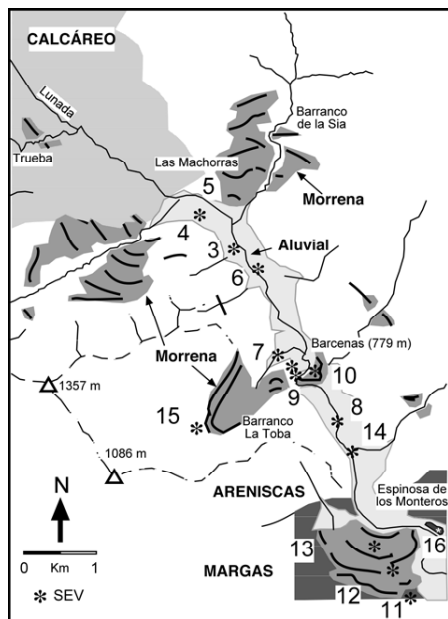 CALCÁREO
Lunada
Barranco
de la Sia
Trueba
Las Machorras
5
Morrena
4
3
Aluvial
6
Morrena
7
Barcenas (779 m)
10
1357 m
9
8
15
Barranco
La Toba
14
1086 m
Espinosa de
los Monteros
N
ARENISCAS
13
16
0 Km 1
MARGAS
12
11
SEV